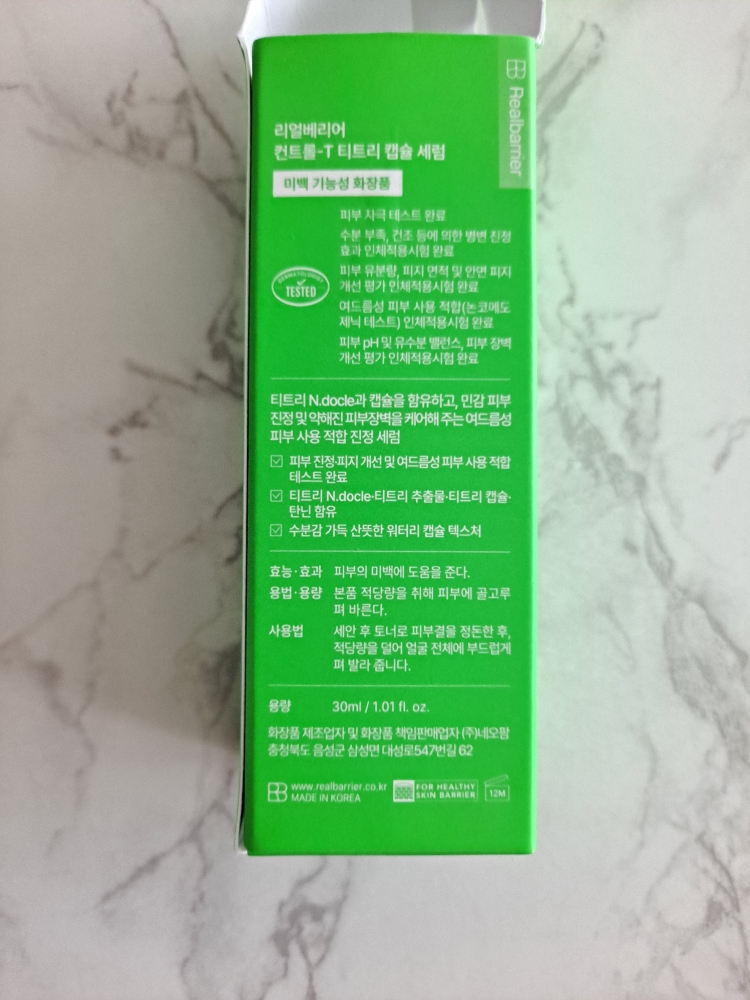 Realbarrier
리얼베리어
컨트롤-T 티트리 캡슐 세럼
미백 기능성 화장품
피부 자극 테스트 완료
수분 부족, 건조 등에 의한 병변 진정
효과 인체적용시험 완료
DERMATOLOGIST
TESTED
피부 유분량, 피지 면적 및 안면 피지
개선 평가 인체적용시험 완료
여드름성 피부 사용 적합(논코메도
제닉 테스트) 인체적용시험 완료
피부 pH 및 유수분 밸런스, 피부 장벽
개선 평가 인체적용시험 완료
티트리 N.docle과 캡슐을 함유하고, 민감 피부
진정 및 약해진 피부장벽을 케어해 주는 여드름성
피부 사용 적합 진정 세럼
피부 진정·피지 개선 및 여드름성 피부 사용 적합
테스트 완료
티트리 N.docle·티트리 추출물·티트리 캡슐·
탄닌 함유
수분감 가득 산뜻한 워터리 캡슐 텍스처
효능·효과 피부의 미백에 도움을 준다.
용법·용량 본품 적당량을 취해 피부에 골고루
펴 바른다.
사용법 세안 후 토너로 피부결을 정돈한 후,
적당량을 덜어 얼굴 전체에 부드럽게
펴 발라 줍니다.
용량 30ml / 1.01 fl. oz.
화장품 제조업자 및 화장품 책임판매업자 (주)네오팜
충청북도 음성군 삼성면 대성로547번길 62
www.realbarrier.co.kr
MADE IN KOREA
FOR HEALTHY
SKIN BARRIER
12M